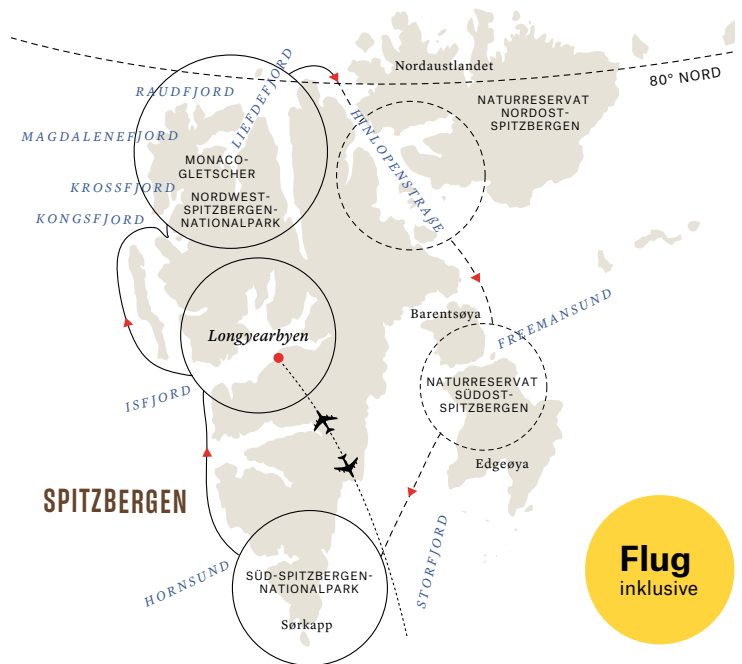 Nordaustlandet
80° NORD
LIEFDEFJORD
RAUDFJORD
NATURRESERVAT
NORDOST-
SPITZBERGEN
MAGDALENEFJORD
HINLOPENSTRAßE
MONACO-
GLETSCHER
KROSSFJORD
NORDWEST-
SPITZBERGEN-
NATIONALPARK
KONGSFJORD
Barentsøya
FREEMANSUND
Longyearbyen
ISFJORD
NATURRESERVAT
SÜDOST-
SPITZBERGEN
Edgeøya
SPITZBERGEN
STORFJORD
HORNSUND
SÜD-SPITZBERGEN-
NATIONALPARK
Sørkapp
Flug
inklusive